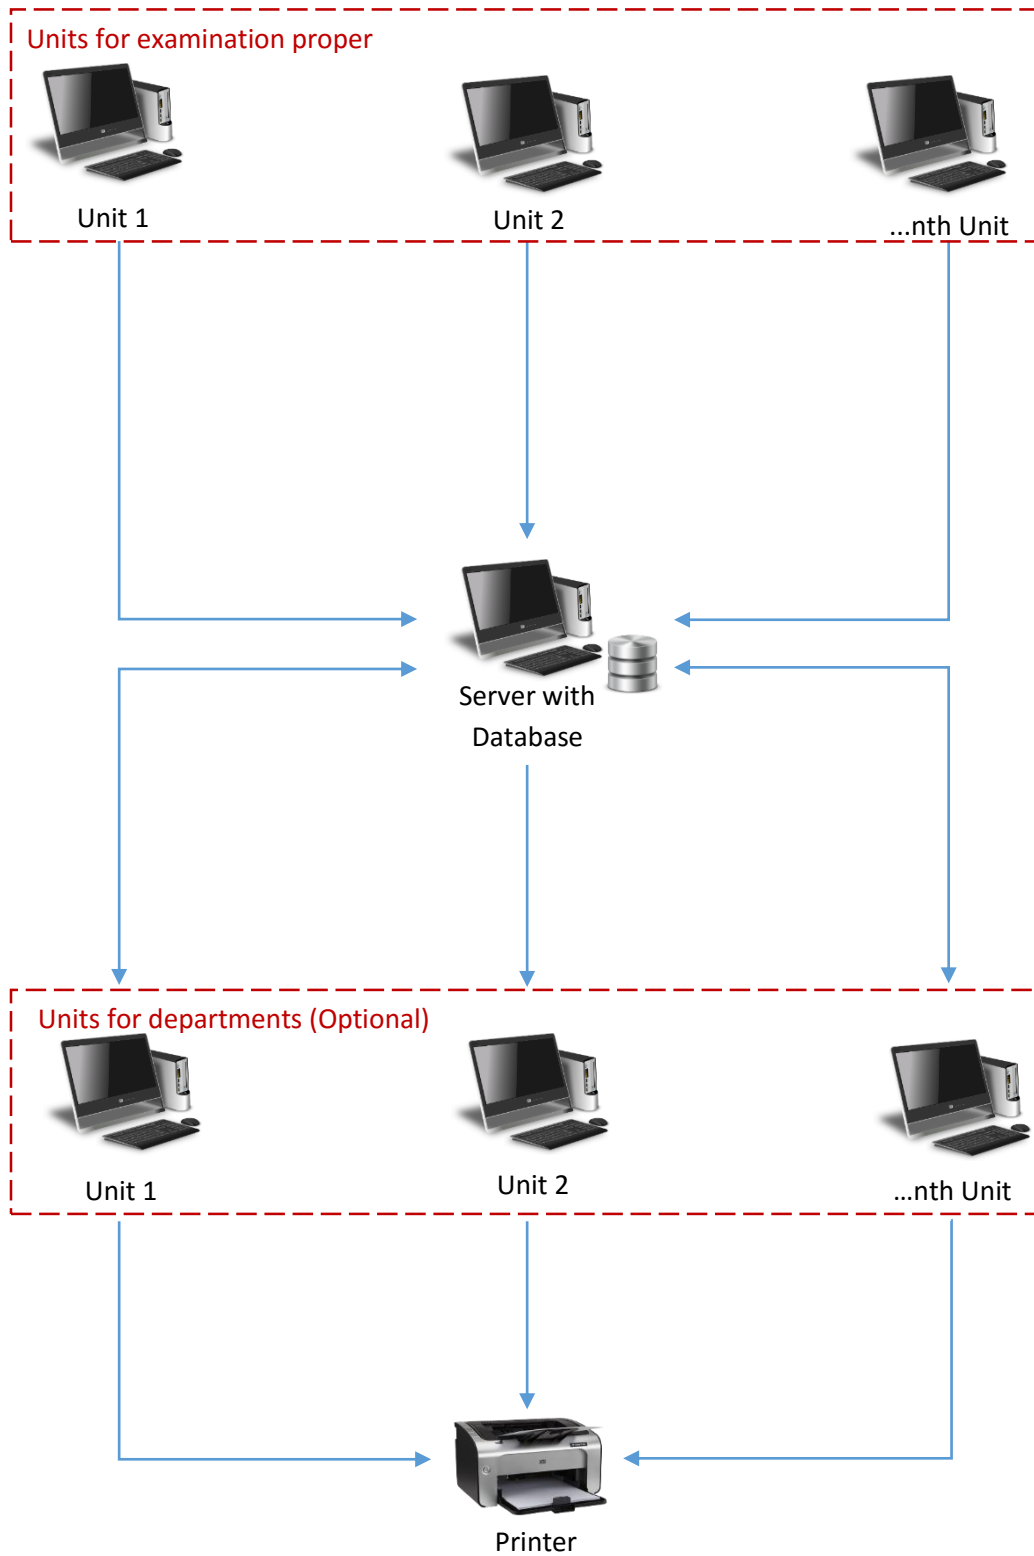 Units for examination proper
Unit 1
Unit 2
...nth Unit
Server with
Database
Units for departments (Optional)
Unit 1
Unit 2
...nth Unit
Printer